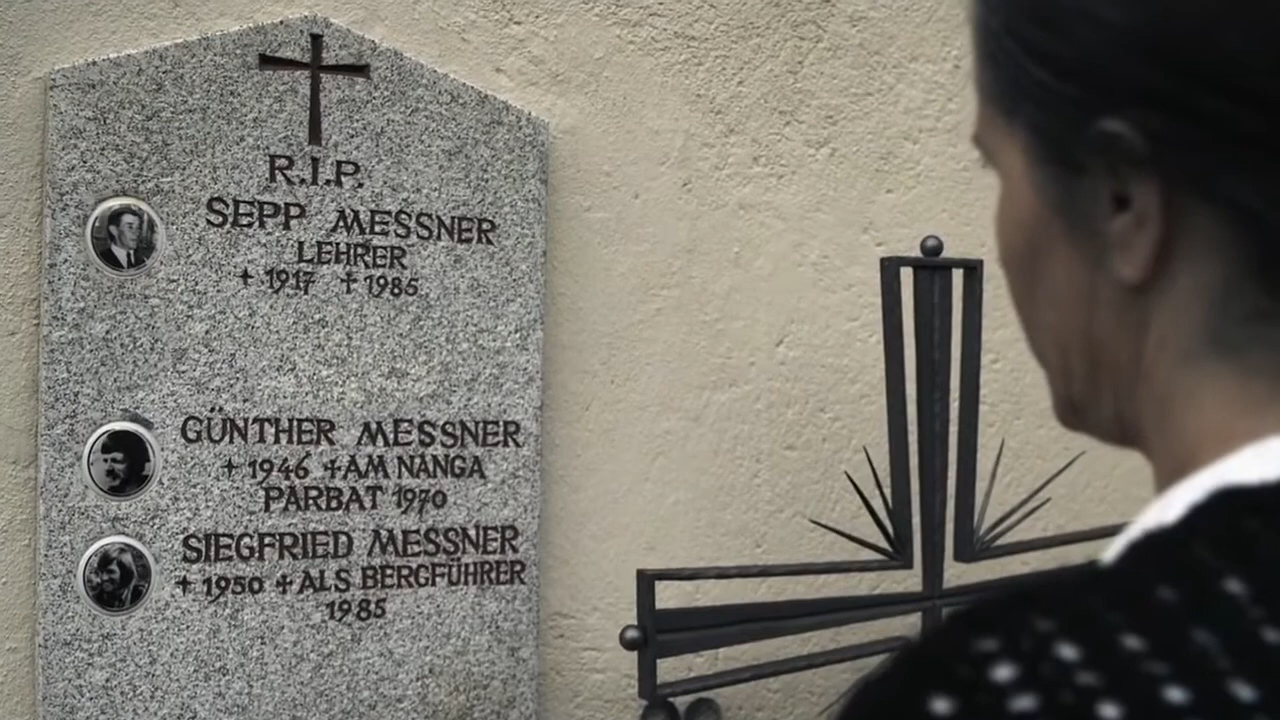 R.I.P.
SEPP MESSNER
LEHRER
+ 1917 +1985
GÜNTHER MESSNER
+1946 +AM NANGA
PARBAT 1970
SIEGFRIED MESSNER
+ 1950 +ALS BERGFÜHRER
1985